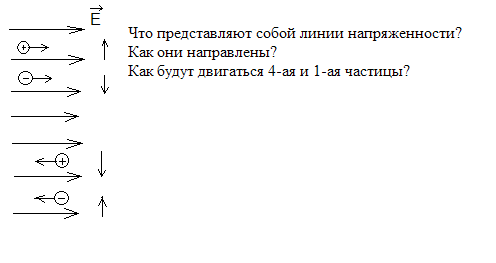 E
Что представляют собой линии напряженности?
Как они направлены?
Как будут двигаться 4-ая и 1-ая частицы?
+
−
+
−